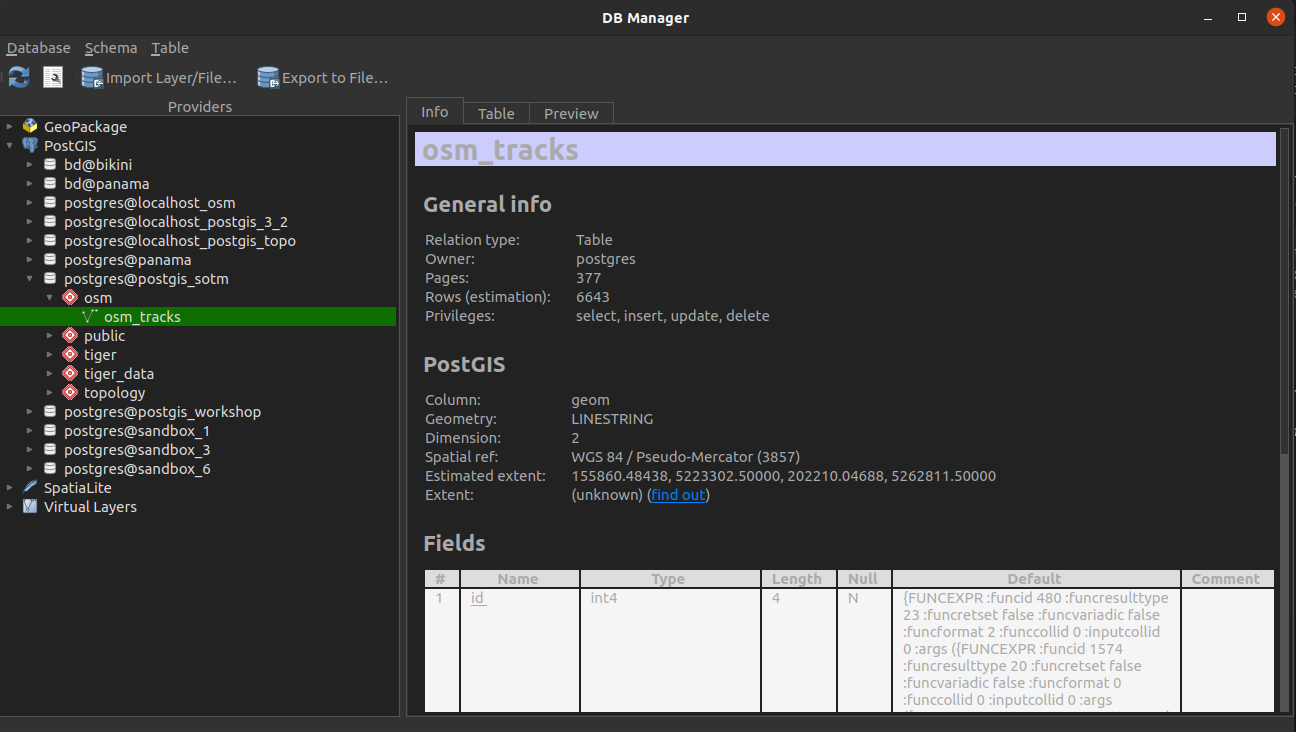 DB Manager
Database Schema Table
Import Layer/File… Export to File…
Providers
GeoPackage
PostGIS
bd@bikini
bd@panama
postgres@localhost_osm
postgres@localhost_postgis_3_2
postgres@localhost_postgis_topo
postgres@panama
postgres@postgis_sotm
osm
osm_tracks
public
tiger
tiger_data
topology
postgres@postgis_workshop
postgres@sandbox_1
postgres@sandbox_3
postgres@sandbox_6
SpatiaLite
Virtual Layers
Info Table Preview
osm_tracks
General info
Relation type: Table
Owner: postgres
Pages: 377
Rows (estimation): 6643
Privileges: select, insert, update, delete
PostGIS
Column: geom
Geometry: LINESTRING
Dimension: 2
Spatial ref: WGS 84 / Pseudo-Mercator (3857)
Estimated extent: 155860.48438, 5223302.50000, 202210.04688, 5262811.50000
Extent: (unknown) (find out)
Fields
# Name Type Length Null Default Comment
1 id int4 4 N {FUNCEXPR :funcid 480 :funcresulttype
23 :funcretset false :funcvariadic false
:funcformat 2 :funccollid 0 :inputcollid
0 :args ({FUNCEXPR :funcid 1574
:funcresulttype 20 :funcretset false
:funcvariadic false :funcformat 0
:funccollid 0 :inputcollid 0 :args